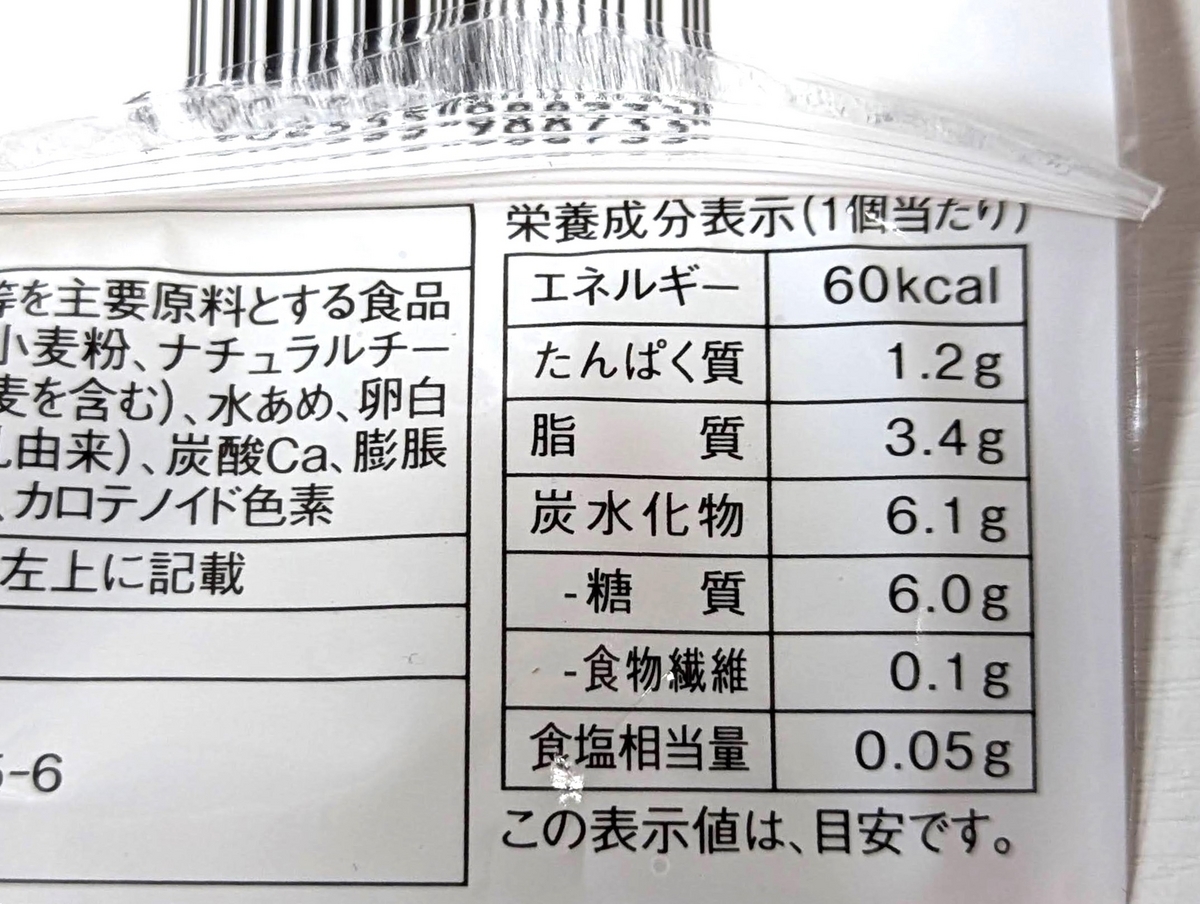 988733
等を主要原料とする食品
小麦粉、ナチュラルチー
麦を含む)、水あめ、卵白
乳由来)、炭酸Ca、膨脹
、カロテノイド色素
左上に記載
5-6
栄養成分表示(1個当たり)
エネルギー 60kcal
たんぱく質 1.2g
脂質 3.4g
炭水化物 6.1g
-糖質 6.0g
-食物繊維 0.1g
食塩相当量 0.05g
この表示値は、目安です。